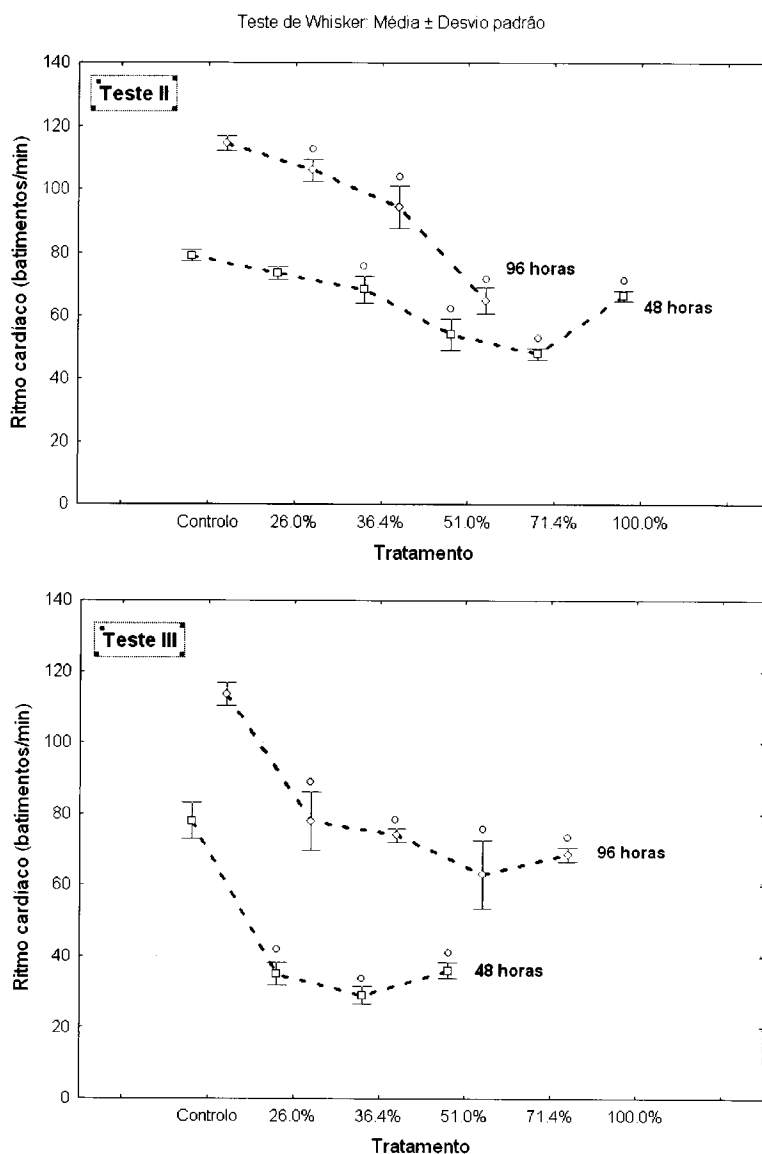 Teste de Whisker: Média ± Desvio padrão
Teste II
Ritmo cardíaco (batimentos/min)
140
120
100
80
60
40
20
0
96 horas
48 horas
Controlo 26.0% 36.4% 51.0% 71.4% 100.0%
Tratamento
Teste III
Ritmo cardíaco (batimentos/min)
140
120
100
80
60
40
20
0
96 horas
48 horas
Controlo 26.0% 36.4% 51.0% 71.4% 100.0%
Tratamento